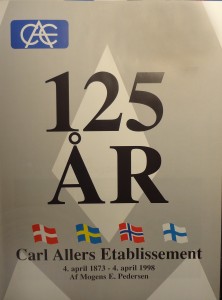 CAE
125
ÅR
Carl Allers Etablissement
4. april 1873 - 4. april 1998
Af Mogens E. Pedersen